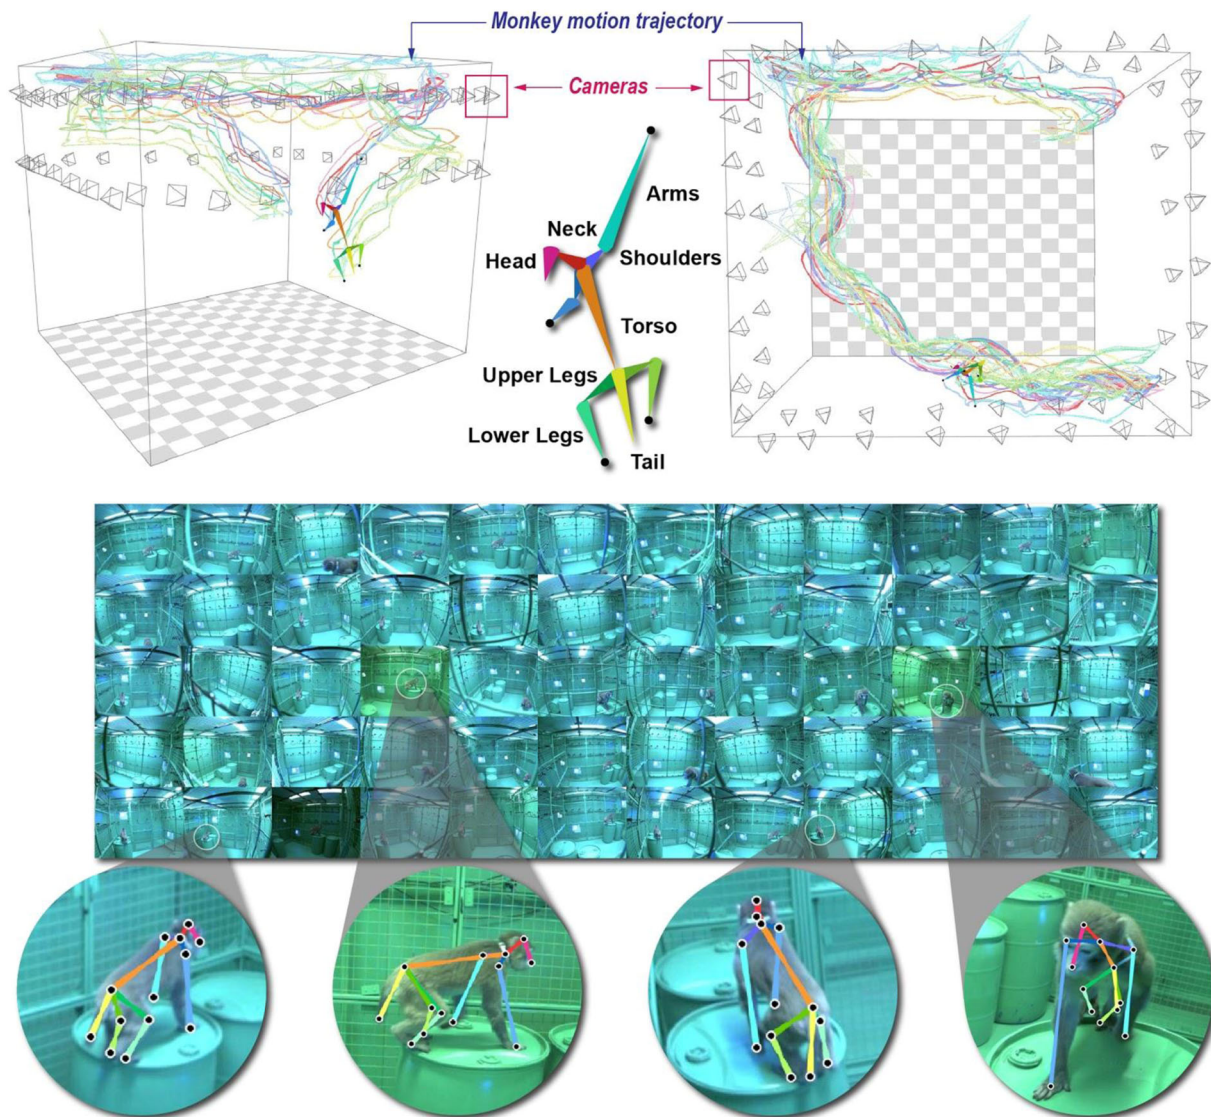 Monkey motion trajectory
Cameras
Arms
Neck
Head
Shoulders
Torso
Upper Legs
Lower Legs
Tail